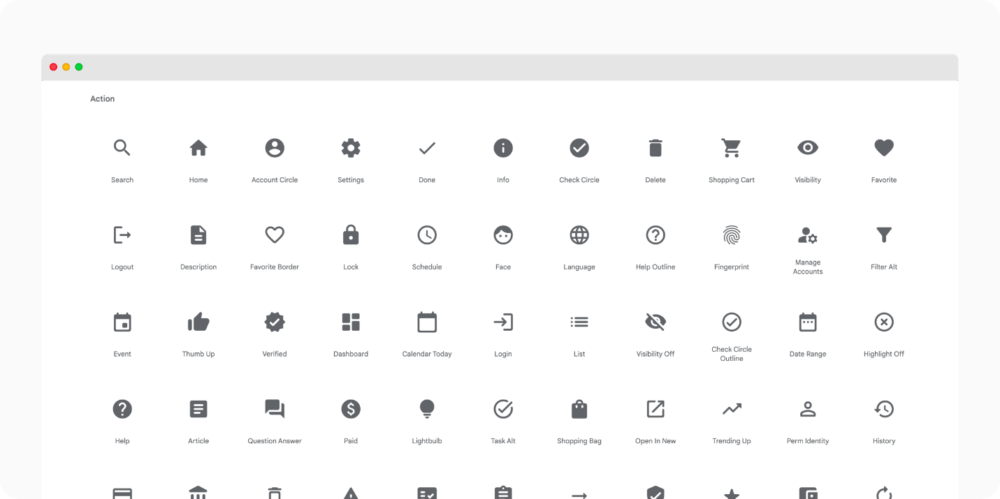 Action
Search
Home
Account Circle
Settings
Done
Info
Check Circle
Delete
Shopping Cart
Visibility
Favorite
Logout
Description
Favorite Border
Lock
Schedule
Face
Language
Help Outline
Fingerprint
Manage
Accounts
Filter Alt
Event
Thumb Up
Verified
Dashboard
Calendar Today
Login
List
Visibility Off
Check Circle
Outline
Date Range
Highlight Off
Help
Article
Question Answer
Paid
Lightbulb
Task Alt
Shopping Bag
Open In New
Trending Up
Perm Identity
History